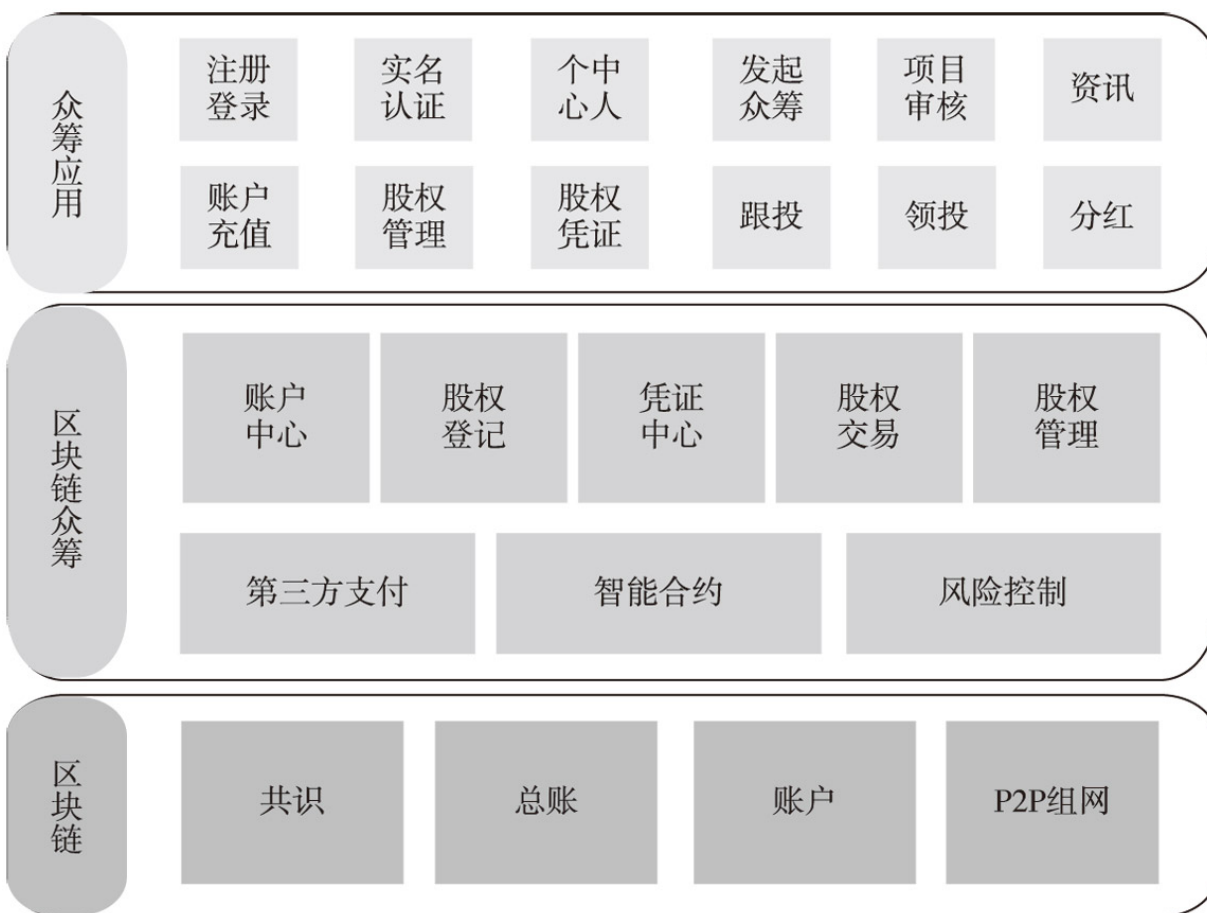 众筹应用
注册
登录
实名
认证
个中
心人
发起
众筹
项目
审核
资讯
账户
充值
股权
管理
股权
凭证
跟投
领投
分红
区块链众筹
账户
中心
股权
登记
凭证
中心
股权
交易
股权
管理
第三方支付
智能合约
风险控制
区块链
共识
总账
账户
P2P组网